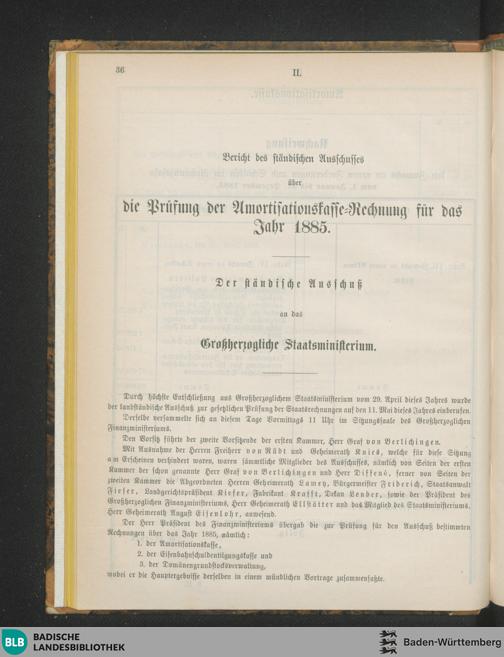 36
II.
Bericht des ständischen Ausschusses
über
die Prüfung der Amortisationskasse-Rechnung für das
Jahr 1885.
Der ständische Ausschuß
an das
Großherzogliche Staatsministerium.
Durch höchste Entschließung aus Großherzoglichem Staatsministerium vom 29. April dieses Jahres wurde
der landständische Ausschuß zur gesetzlichen Prüfung der Staatsrechnungen auf den 11. Mai dieses Jahres einberufen.
Derselbe versammelte sich an diesem Tage Vormittags 11 Uhr im Sitzungssaale des Großherzoglichen
Finanzministeriums.
Den Vorsitz führte der zweite Vorsitzende der ersten Kammer, Herr Graf von Berlichingen.
Mit Ausnahme der Herren Freiherr von Rüdt und Geheimerath Knies, welche für diese Sitzung
am Erscheinen verhindert waren, waren sämmtliche Mitglieder des Ausschusses, nämlich von Seiten der ersten
Kammer der schon genannte Herr Graf von Berlichingen und Herr Diffené, ferner von Seiten der
zweiten Kammer die Abgeordneten Herren Geheimerath Lamey, Bürgermeister Friderich, Staatsanwalt
Fieser, Landgerichtspräsident Kiefer, Fabrikant Krafft, Dekan Lender, sowie der Präsident des
Großherzoglichen Finanzministeriums, Herr Geheimerath Ellstätter und das Mitglied des Staatsministeriums,
Herr Geheimerath August Eisenlohr, anwesend.
Der Herr Präsident des Finanzministeriums übergab die zur Prüfung für den Ausschuß bestimmten
Rechnungen über das Jahr 1885, nämlich:
1. der Amortisationskasse,
2. der Eisenbahnschuldentilgungskasse und
3. der Domänengrundstocksverwaltung,
wobei er die Hauptergebnisse derselben in einem mündlichen Vortrage zusammenfaßte.
BLB
BADISCHE
LANDESBIBLIOTHEK
Baden-Württemberg